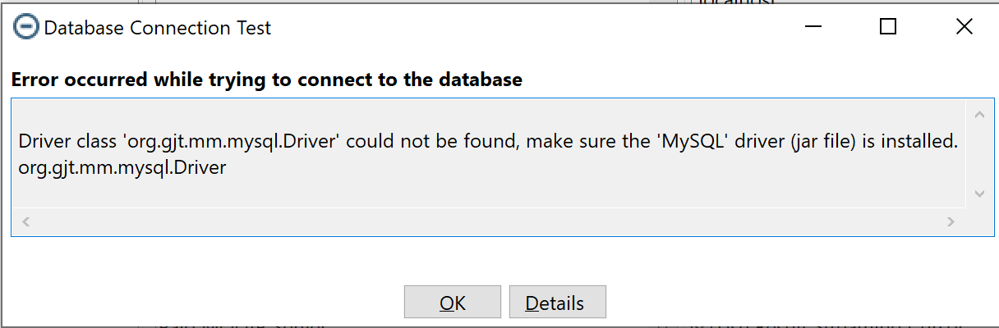 localhost
Database Connection Test
Error occurred while trying to connect to the database
Driver class 'org.gjt.mm.mysql.Driver' could not be found, make sure the 'MySQL' driver (jar file) is installed.
org.gjt.mm.mysql.Driver
OK
Details